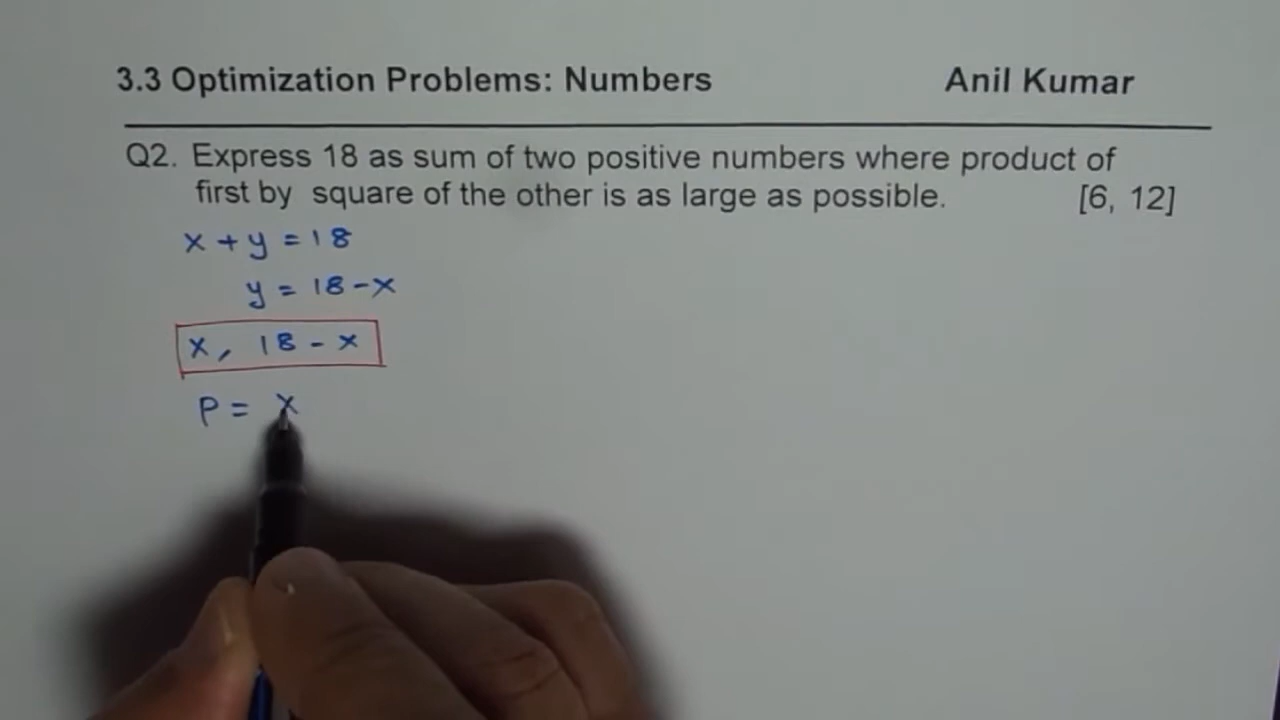 3.3 Optimization Problems: Numbers Anil Kumar
Q2. Express 18 as sum of two positive numbers where product of
first by square of the other is as large as possible. [6, 12]
x + y = 18
y = 18 - x
x, 18 - x
P = x